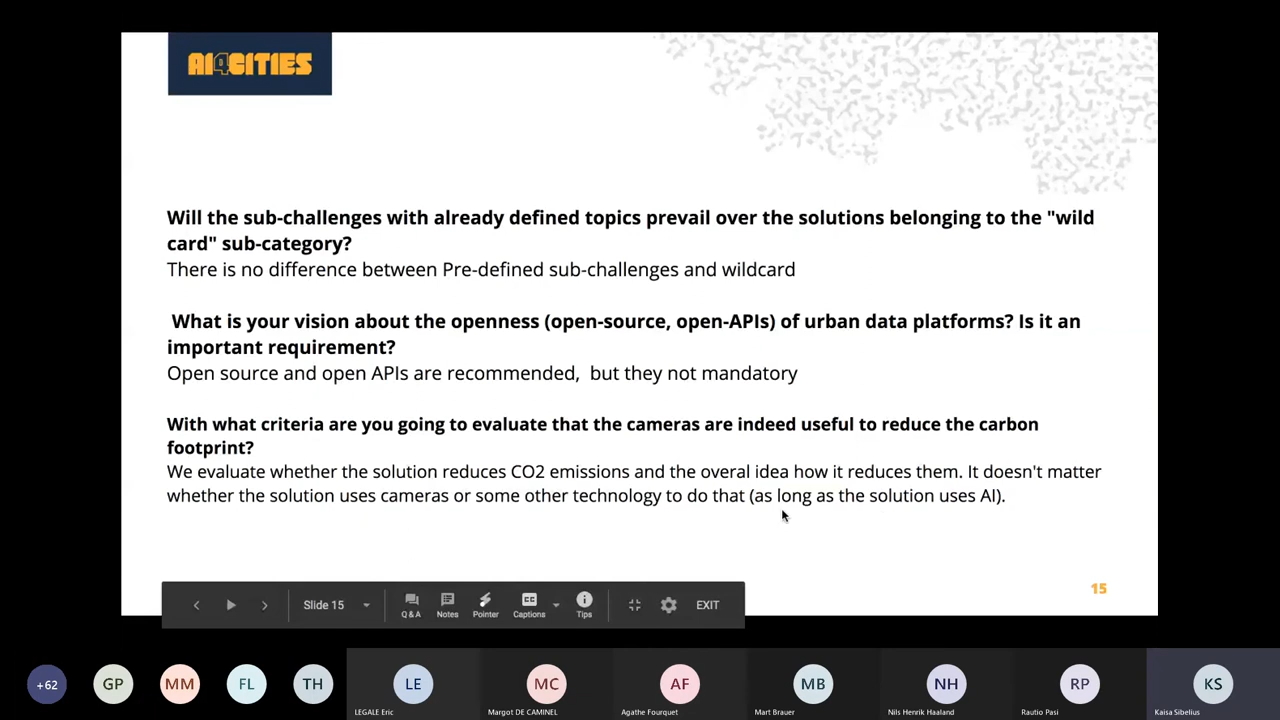 AI4CITIES
Will the sub-challenges with already defined topics prevail over the solutions belonging to the "wild
card" sub-category?
There is no difference between Pre-defined sub-challenges and wildcard
What is your vision about the openness (open-source, open-APIs) of urban data platforms? Is it an
important requirement?
Open source and open APIs are recommended, but they not mandatory
With what criteria are you going to evaluate that the cameras are indeed useful to reduce the carbon
footprint?
We evaluate whether the solution reduces CO2 emissions and the overal idea how it reduces them. It doesn't matter
whether the solution uses cameras or some other technology to do that (as long as the solution uses AI).
15
Slide 15
Q & A
Notes
Pointer
CC
Captions
Tips
EXIT
+62
GP
MM
FL
TH
LE
MC
AF
MB
NH
RP
KS
LEGALE Eric
Margot DE CAMINEL
Agathe Fourquet
Mart Brauer
Nils Henrik Haaland
Rautio Pasi
Kaisa Sibelius